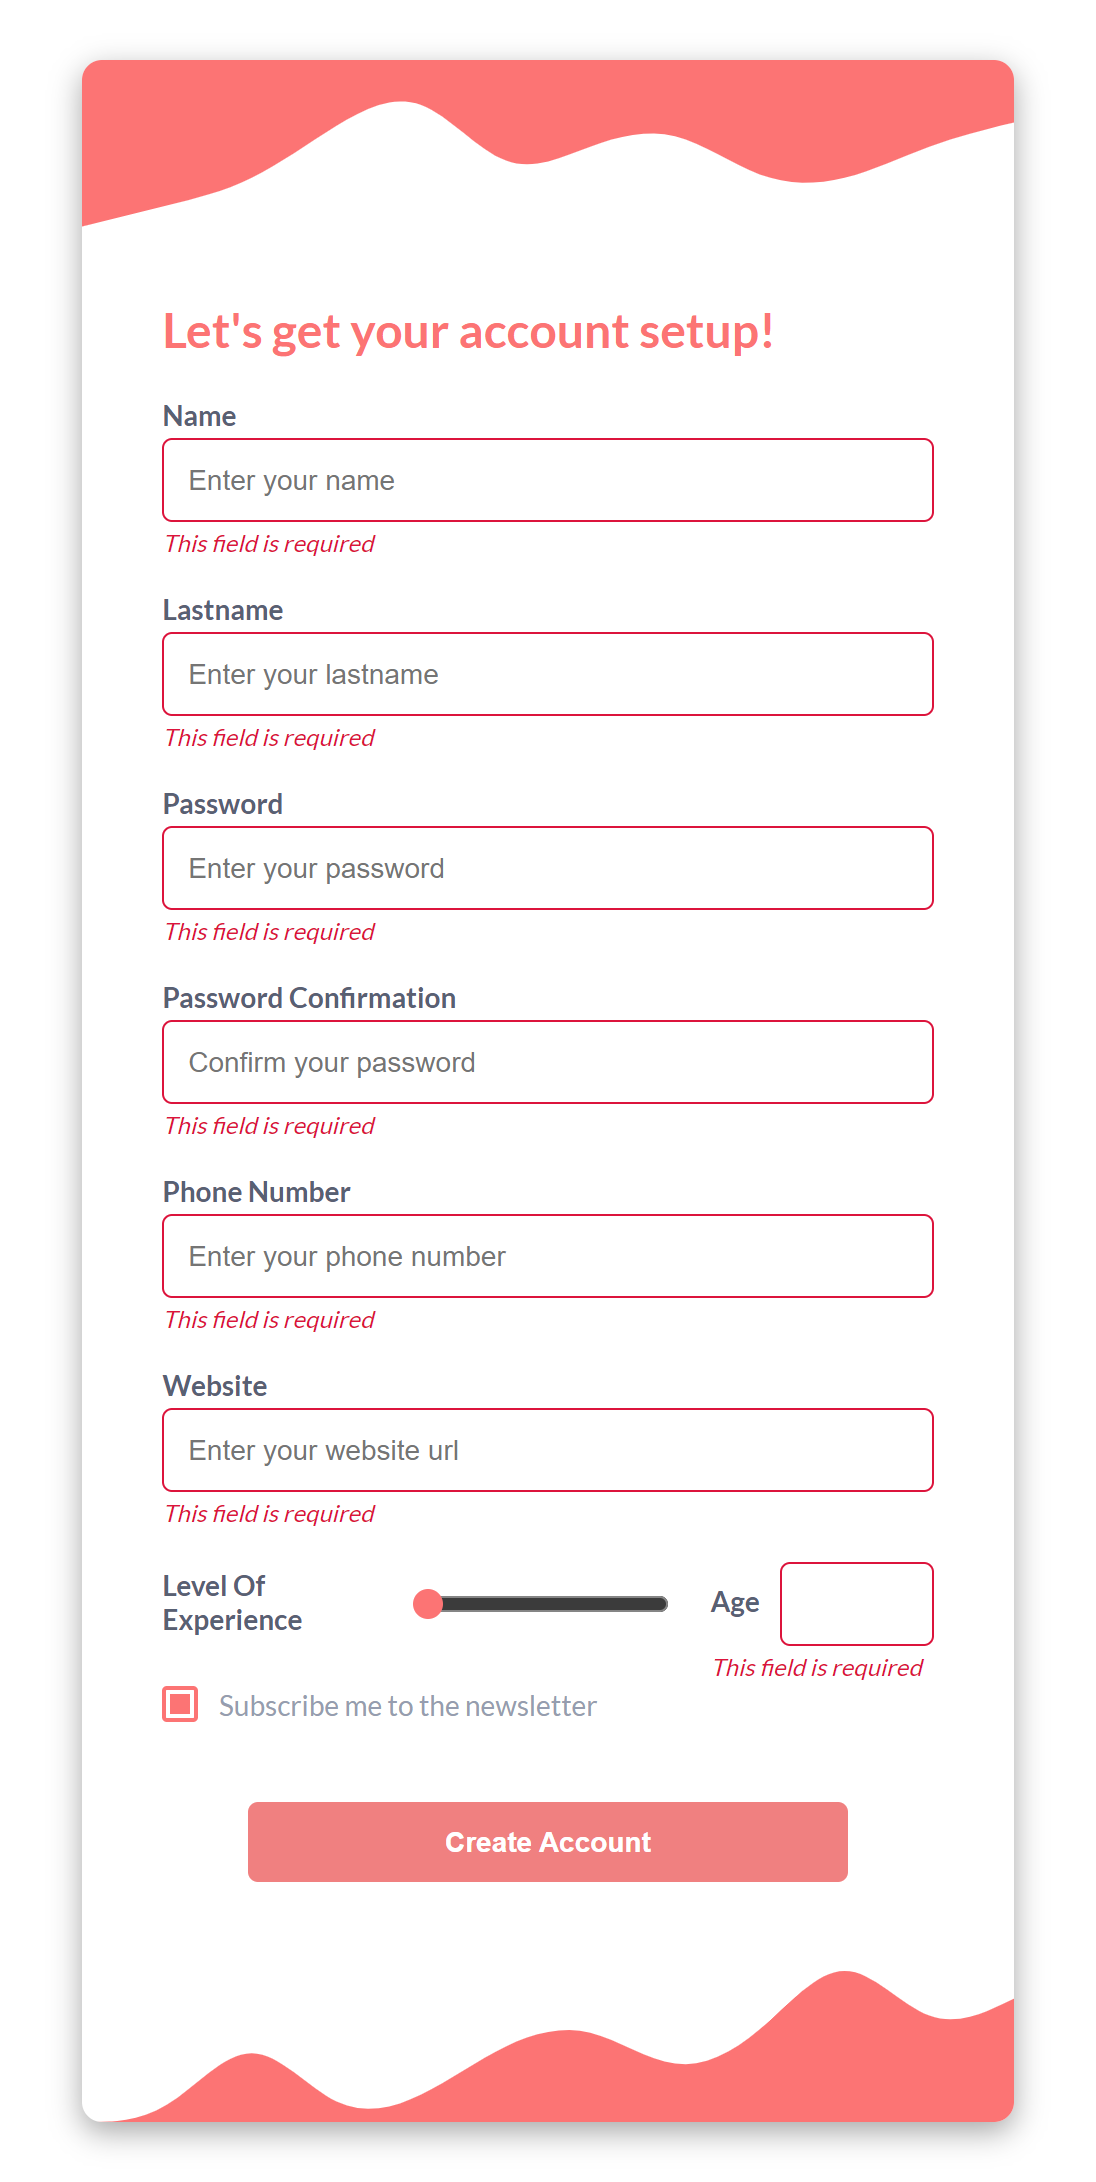 Let's get your account setup!
Name
Enter your name
This field is required
Lastname
Enter your lastname
This field is required
Password
Enter your password
This field is required
Password Confirmation
Confirm your password
This field is required
Phone Number
Enter your phone number
This field is required
Website
Enter your website url
This field is required
Level Of
Experience
Age
This field is required
Subscribe me to the newsletter
Create Account